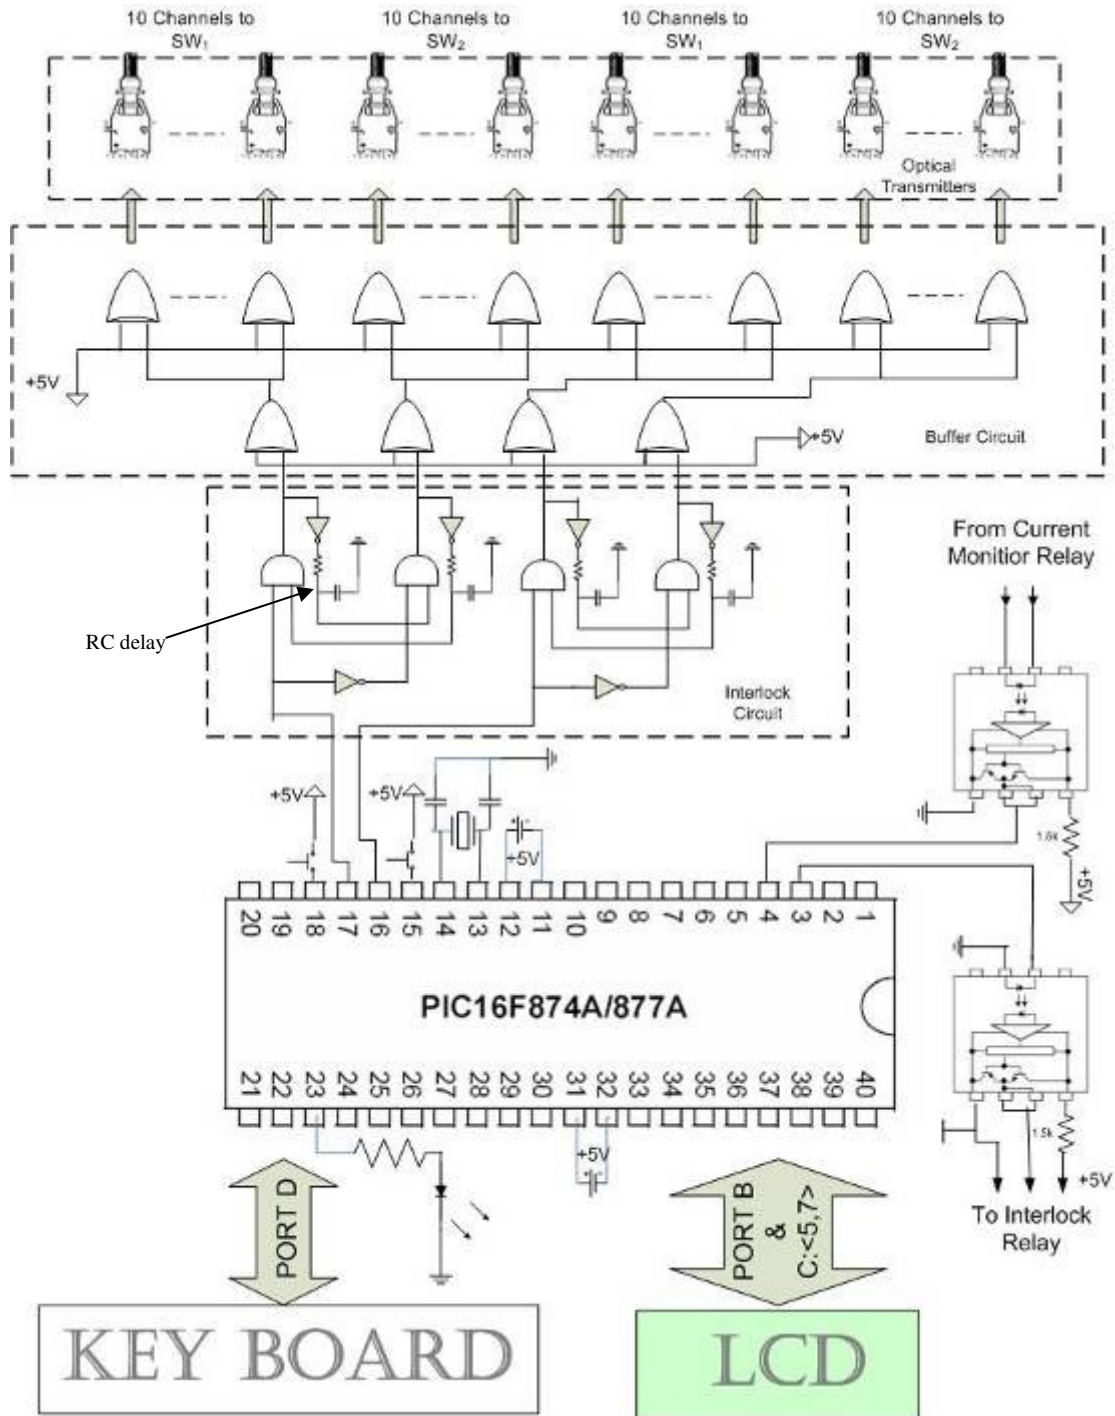 10 Channels to
SW1
10 Channels to
SW2
10 Channels to
SW1
10 Channels to
SW2
Optical
Transmitters
+5V
+5V
Buffer Circuit
From Current
Monitior Relay
RC delay
Interlock
Circuit
+5V
+5V
+5V
1.8k
+5V
20 19 18 17 16 15 14 13 12 11 10 9 8 7 6 5 4 3 2 1
PIC16F874A/877A
21 22 23 24 25 26 27 28 29 30 31 32 33 34 35 36 37 38 39 40
1.5k
+5V
+5V
To Interlock
Relay
PORT D
PORT B
&
C:<5,7>
KEY BOARD
LCD